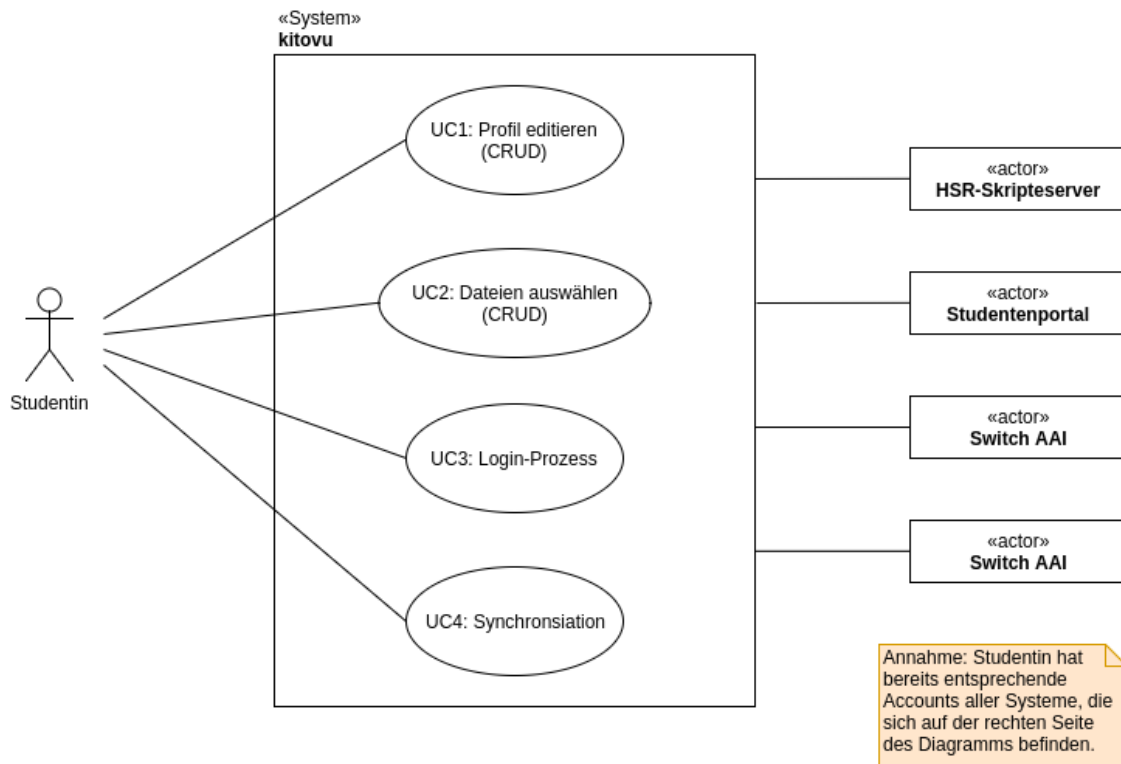 «System»
kitovu
UC1: Profil editieren
(CRUD)
UC2: Dateien auswählen
(CRUD)
UC3: Login-Prozess
UC4: Synchronsiation
Studentin
«actor»
HSR-Skripteserver
«actor»
Studentenportal
«actor»
Switch AAI
«actor»
Switch AAI
Annahme: Studentin hat
bereits entsprechende
Accounts aller Systeme, die
sich auf der rechten Seite
des Diagramms befinden.